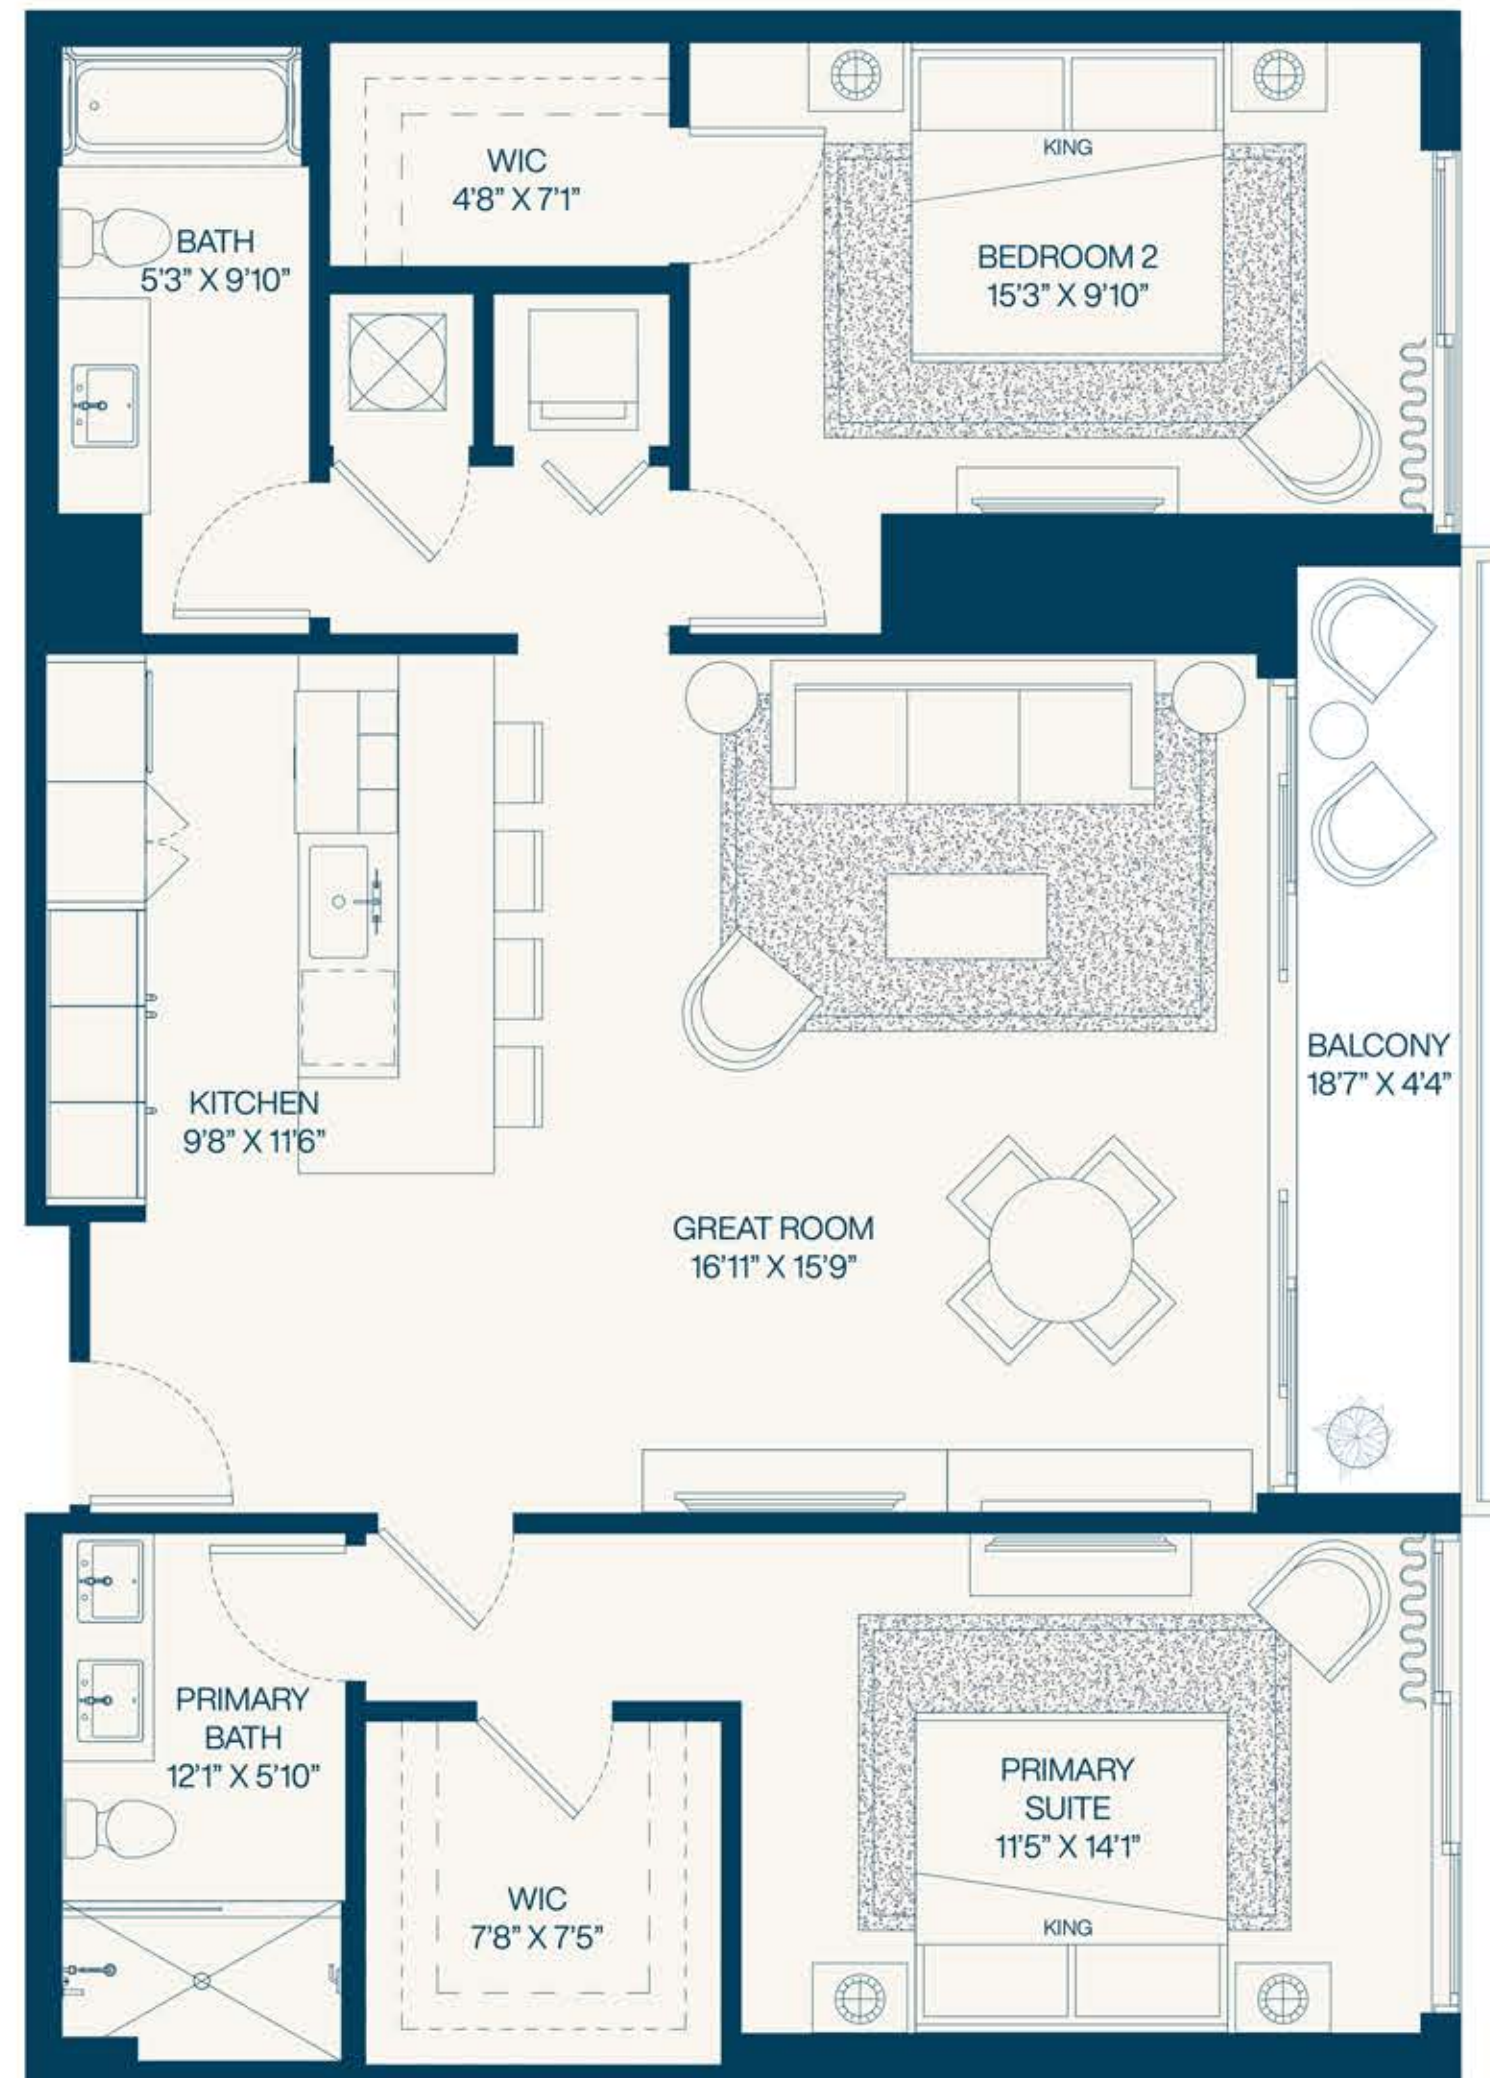 WIC
4'8" X 7'1"
KING
BATH
5'3" X 9'10"
BEDROOM 2
15'3" X 9'10"
BALCONY
18'7" X 4'4"
KITCHEN
9'8" X 11'6"
GREAT ROOM
16'11" X 15'9"
PRIMARY
BATH
12'1" X 5'10"
PRIMARY
SUITE
11'5" X 14'1"
WIC
7'8" X 7'5"
KING